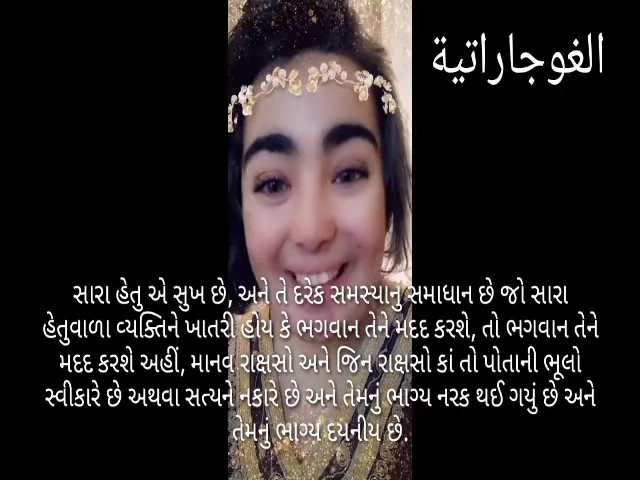 الغوجاراتية
સારા હેતુ એ સુખ છે, અને તે દરેક સમસ્યાનું સમાધાન છે જો સારા
હેતુવાળા વ્યક્તિને ખાતરી હોય કે ભગવાન તેને મદદ કરશે, તો ભગવાન તેને
મદદ કરશે અહીં, માનવ રાક્ષસો અને જિન રાક્ષસો કાં તો પોતાની ભૂલો
સ્વીકારે છે અથવા સત્યને નકારે છે અને તેમનું ભાગ્ય નરક થઈ ગયું છે અને
તેમનું ભાગ્ય દયનીય છે.